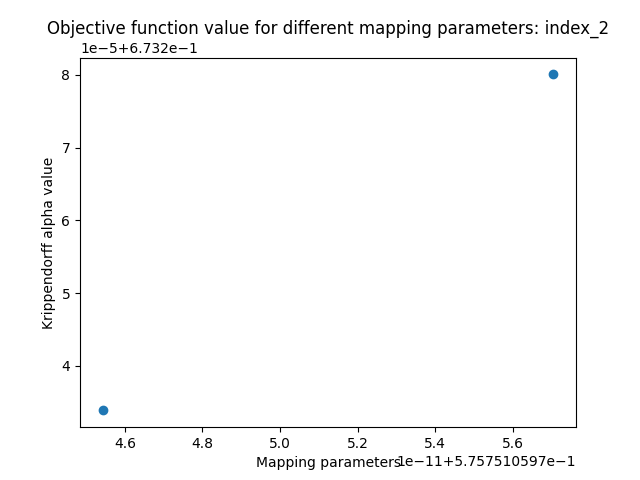 Objective function value for different mapping parameters: index_2
1e−5+6.732e−1
8
7
6
5
4
Krippendorff alpha value
4.6 4.8 5.0 5.2 5.4 5.6
Mapping parameters 1e−11+5.757510597e−1